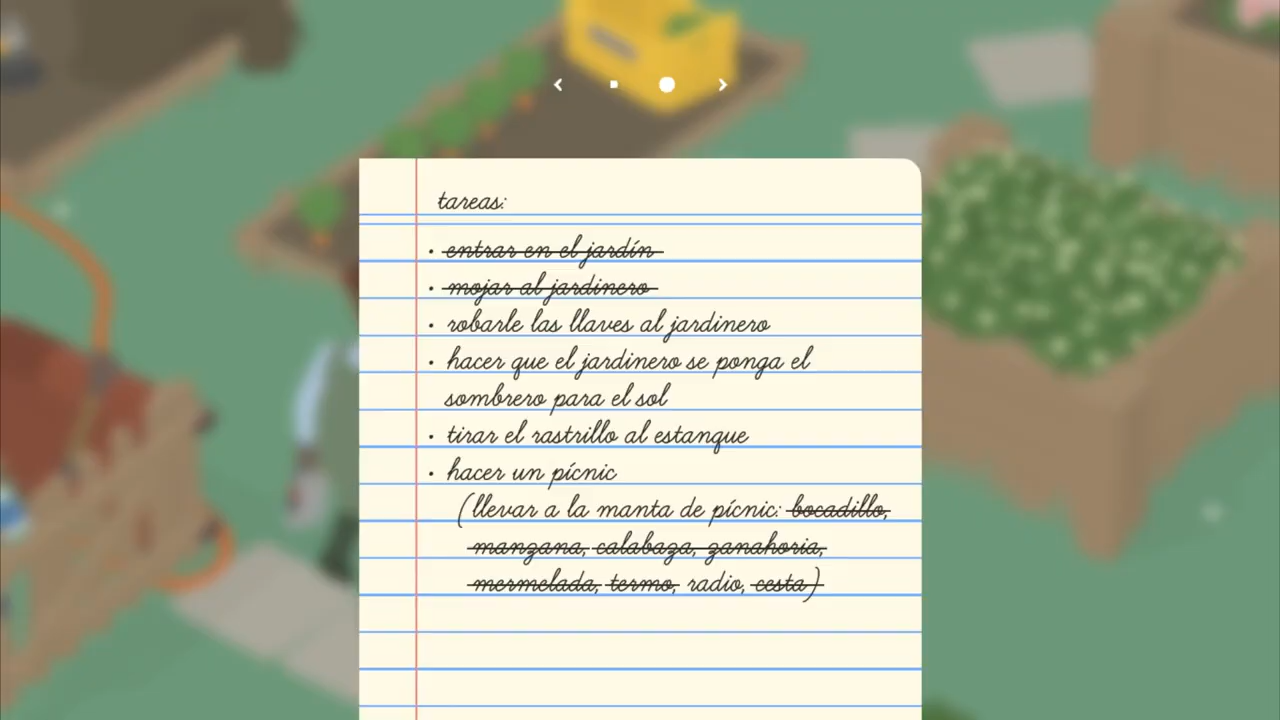 tareas:
• entrar en el jardín
• mojar al jardinero
• robarle las llaves al jardinero
• hacer que el jardinero se ponga el
sombrero para el sol
• tirar el rastrillo al estanque
• hacer un pícnic
(llevar a la manta de pícnic: bocadillo,
manzana, calabaza, zanahoria,
mermelada, termo, radio, cesta)